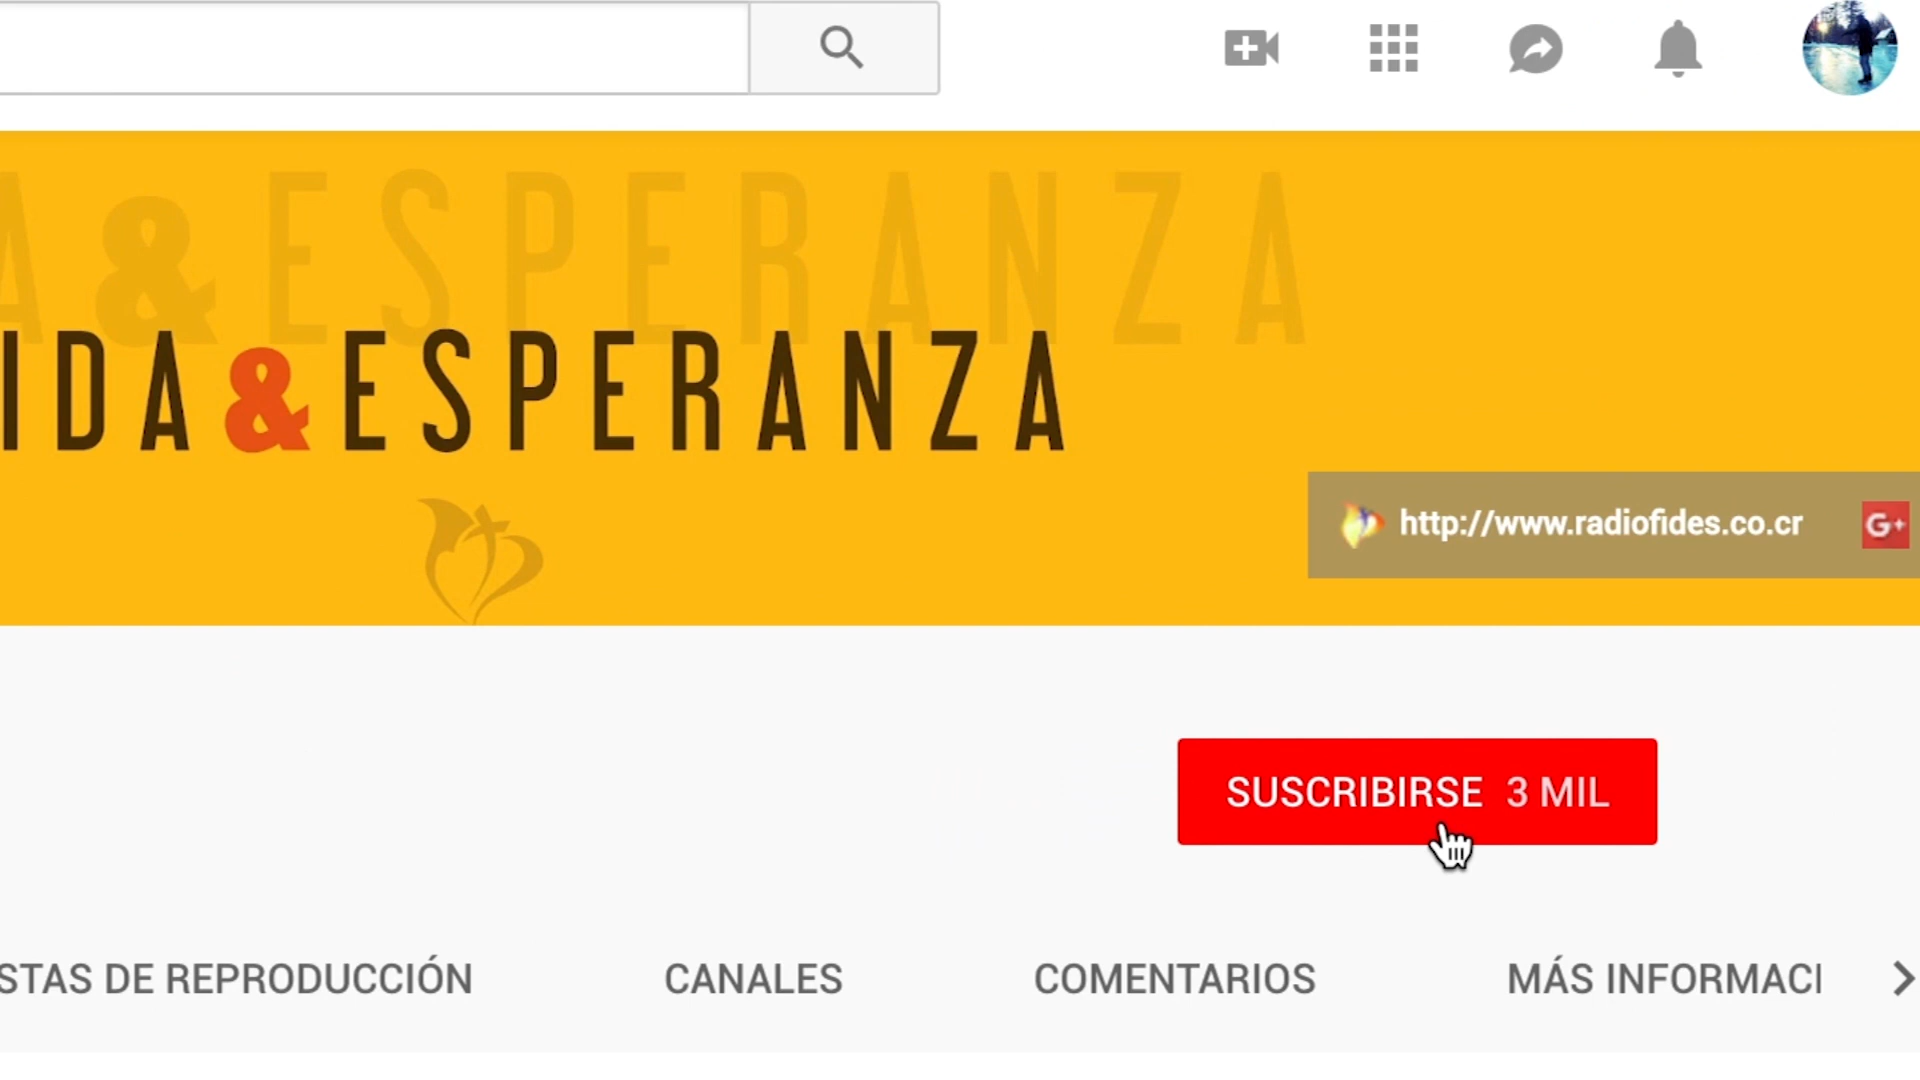 A&ESPERANZA
IDA&ESPERANZA
http://www.radiofides.co.cr
G+
SUSCRIBIRSE 3 MIL
STAS DE REPRODUCCIÓN
CANALES
COMENTARIOS
MÁS INFORMACI